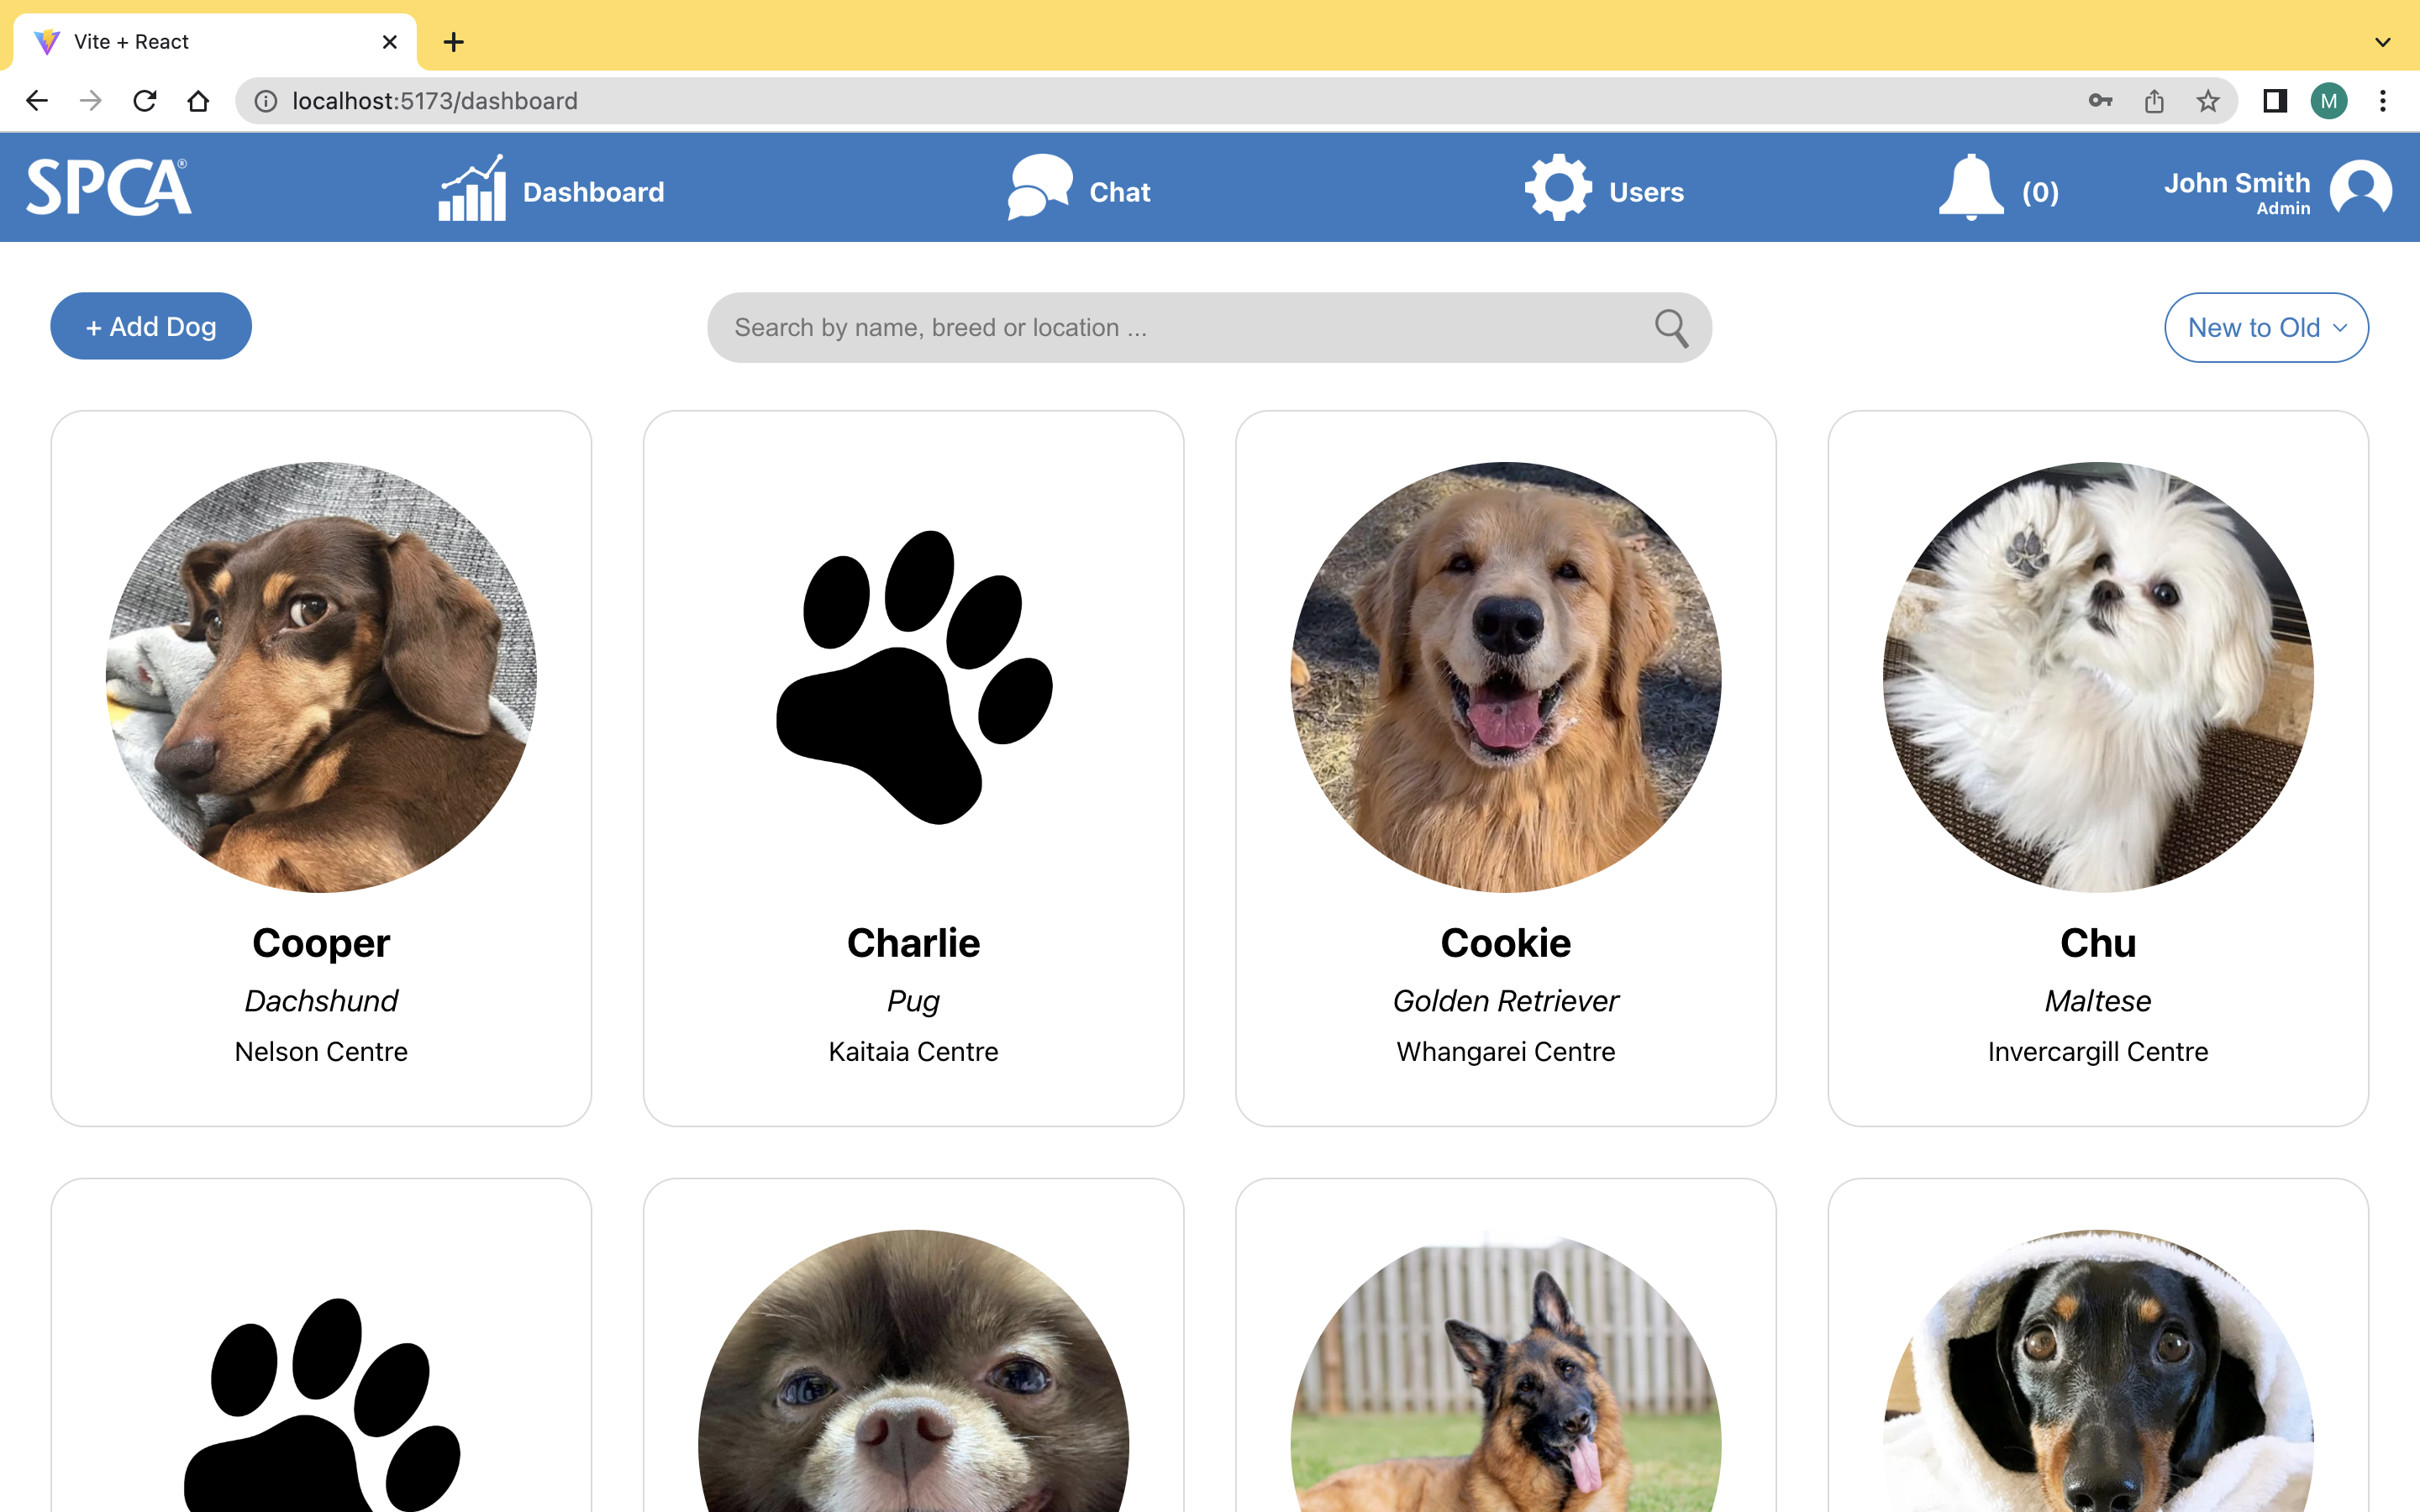 Vite + React
localhost:5173/dashboard
M
SPCA®
Dashboard
Chat
Users
(0)
John Smith
Admin
+ Add Dog
Search by name, breed or location ...
New to Old
Cooper
Dachshund
Nelson Centre
Charlie
Pug
Kaitaia Centre
Cookie
Golden Retriever
Whangarei Centre
Chu
Maltese
Invercargill Centre